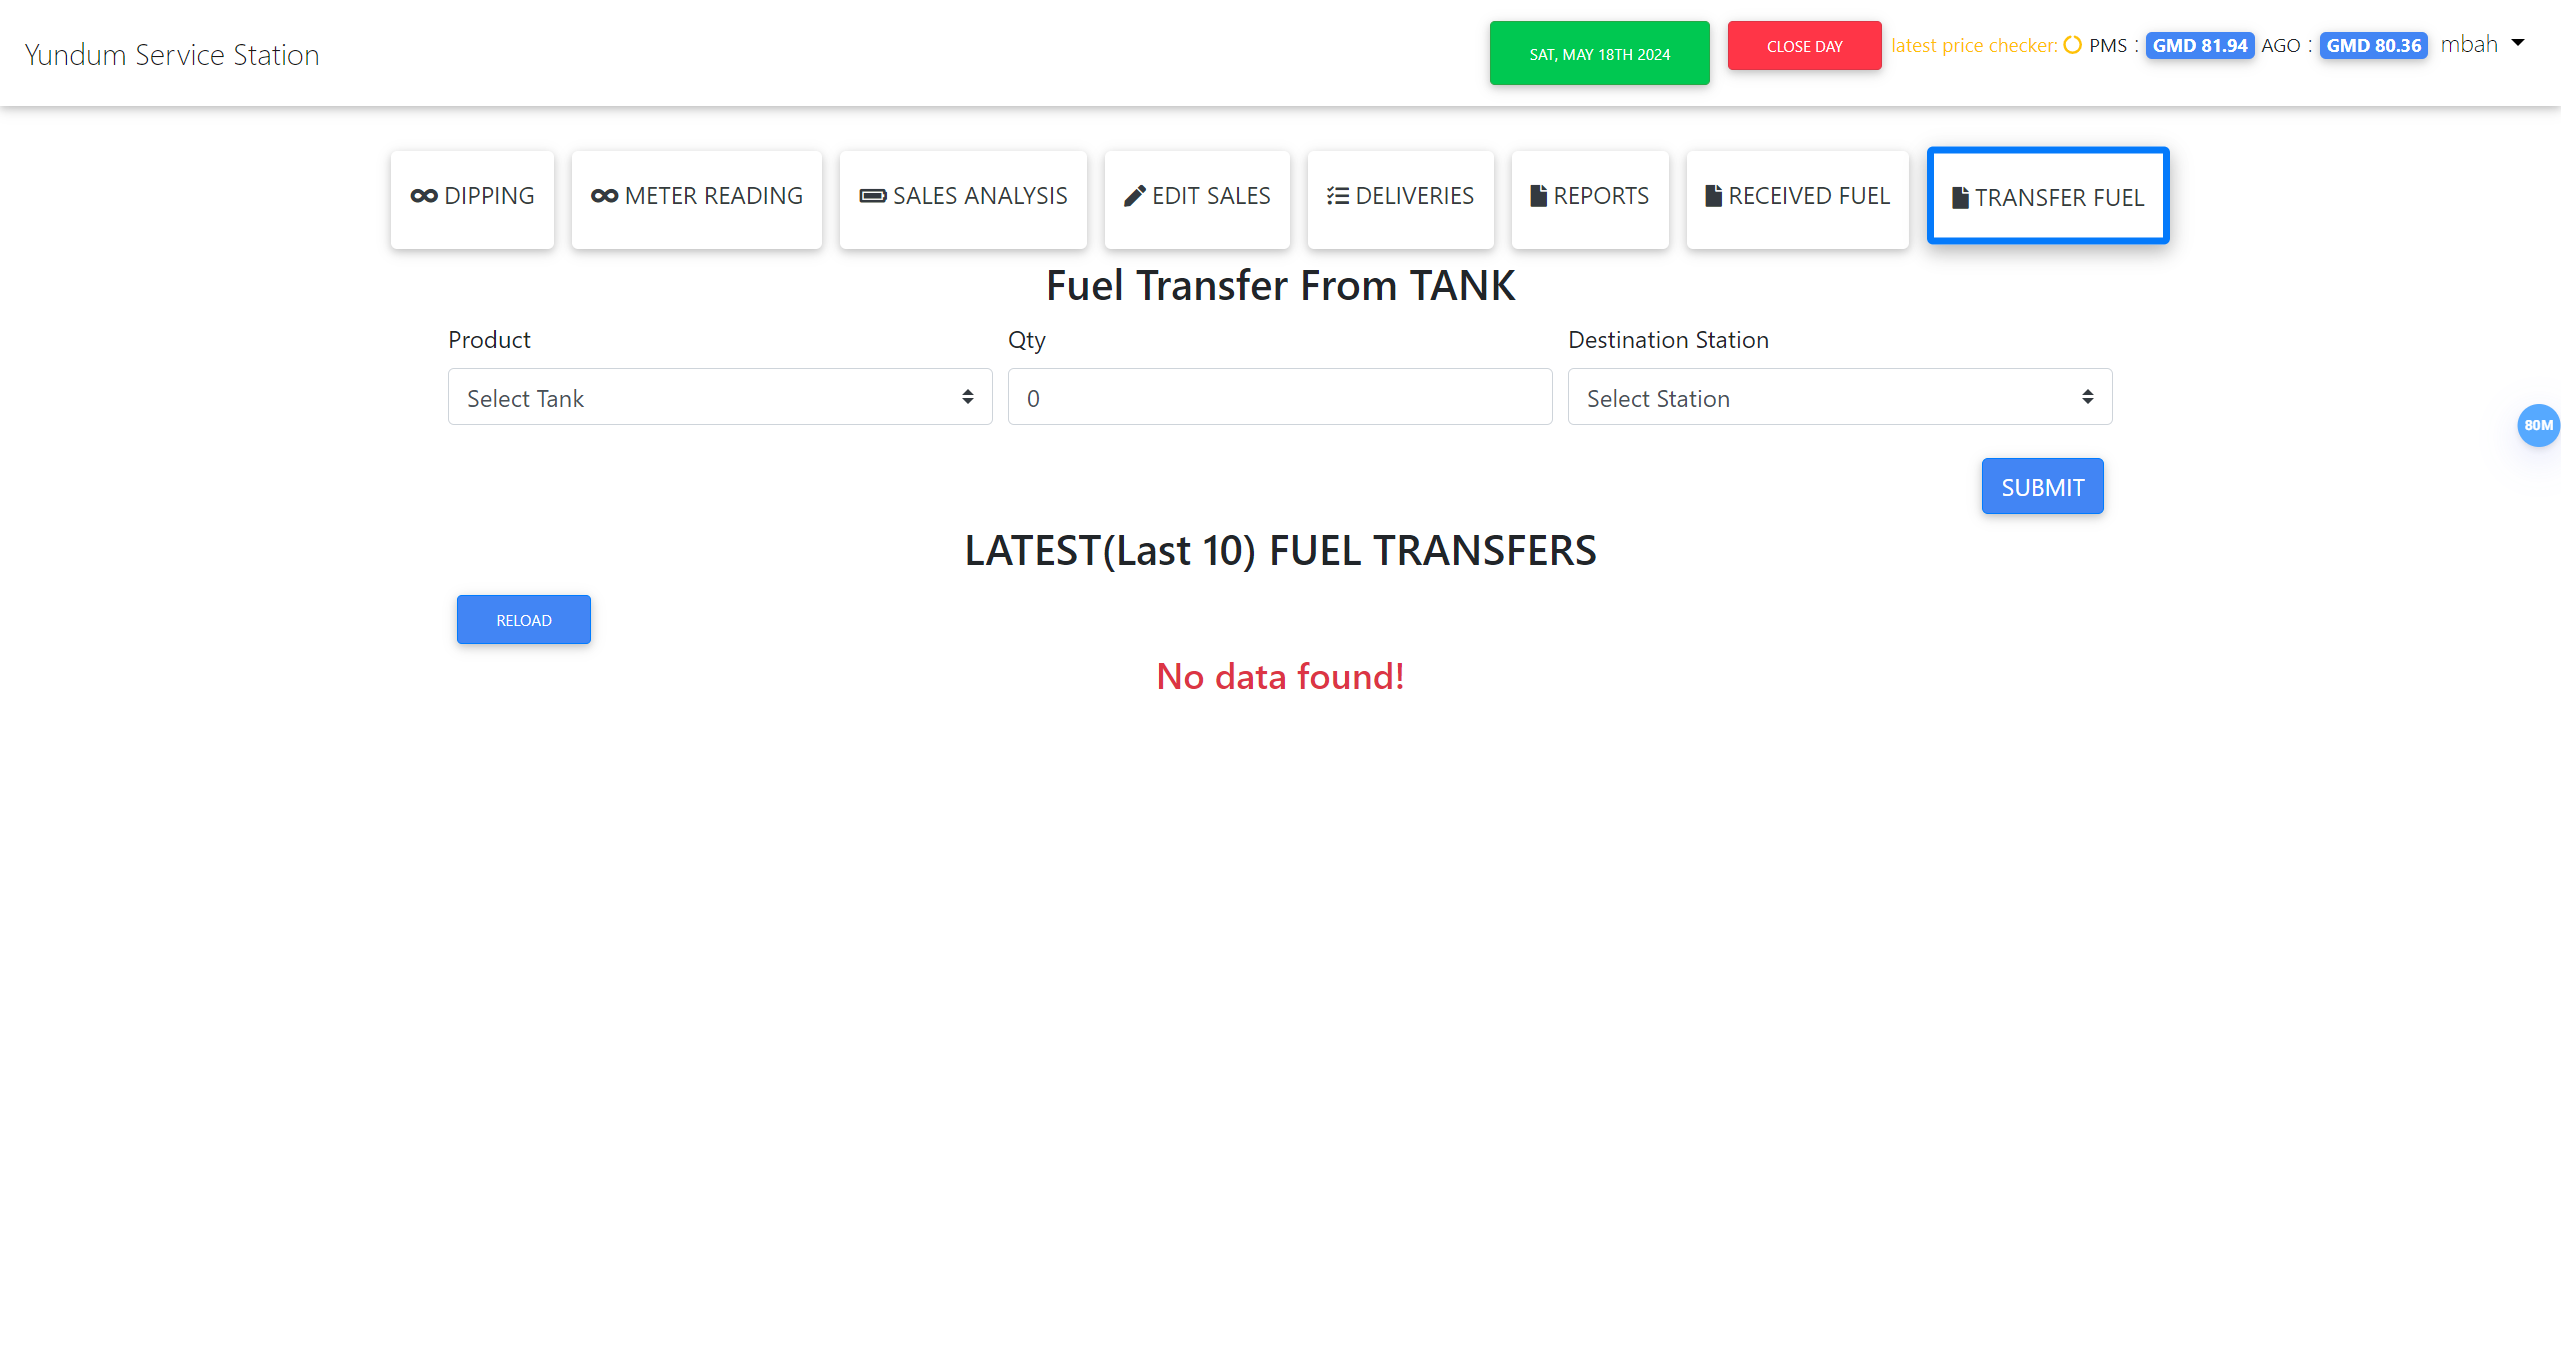 Yundum Service Station
SAT, MAY 18TH 2024
CLOSE DAY
latest price checker: PMS : GMD 81.94 AGO : GMD 80.36 mbah
DIPPING
METER READING
SALES ANALYSIS
EDIT SALES
DELIVERIES
REPORTS
RECEIVED FUEL
TRANSFER FUEL
Fuel Transfer From TANK
Product
Qty
Destination Station
Select Tank
0
Select Station
80M
SUBMIT
LATEST(Last 10) FUEL TRANSFERS
RELOAD
No data found!